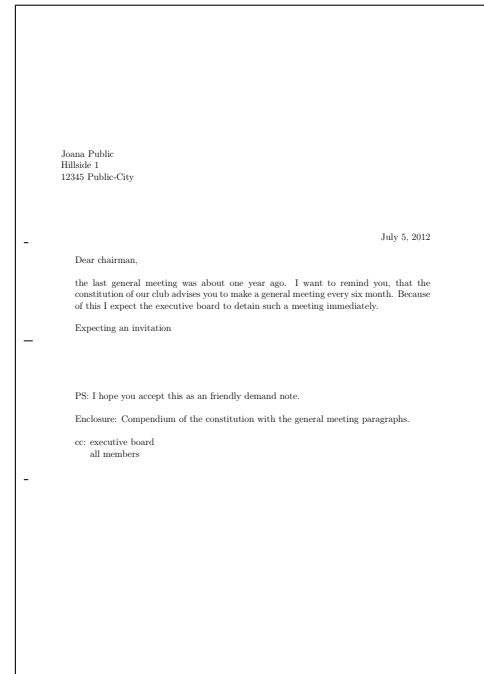 Joana Public
Hillside 1
12345 Public-City
July 5, 2012
Dear chairman,
the last general meeting was about one year ago. I want to remind you, that the
constitution of our club advises you to make a general meeting every six month. Because
of this I expect the executive board to detain such a meeting immediately.
Expecting an invitation
PS: I hope you accept this as an friendly demand note.
Enclosure: Compendium of the constitution with the general meeting paragraphs.
cc: executive board
all members